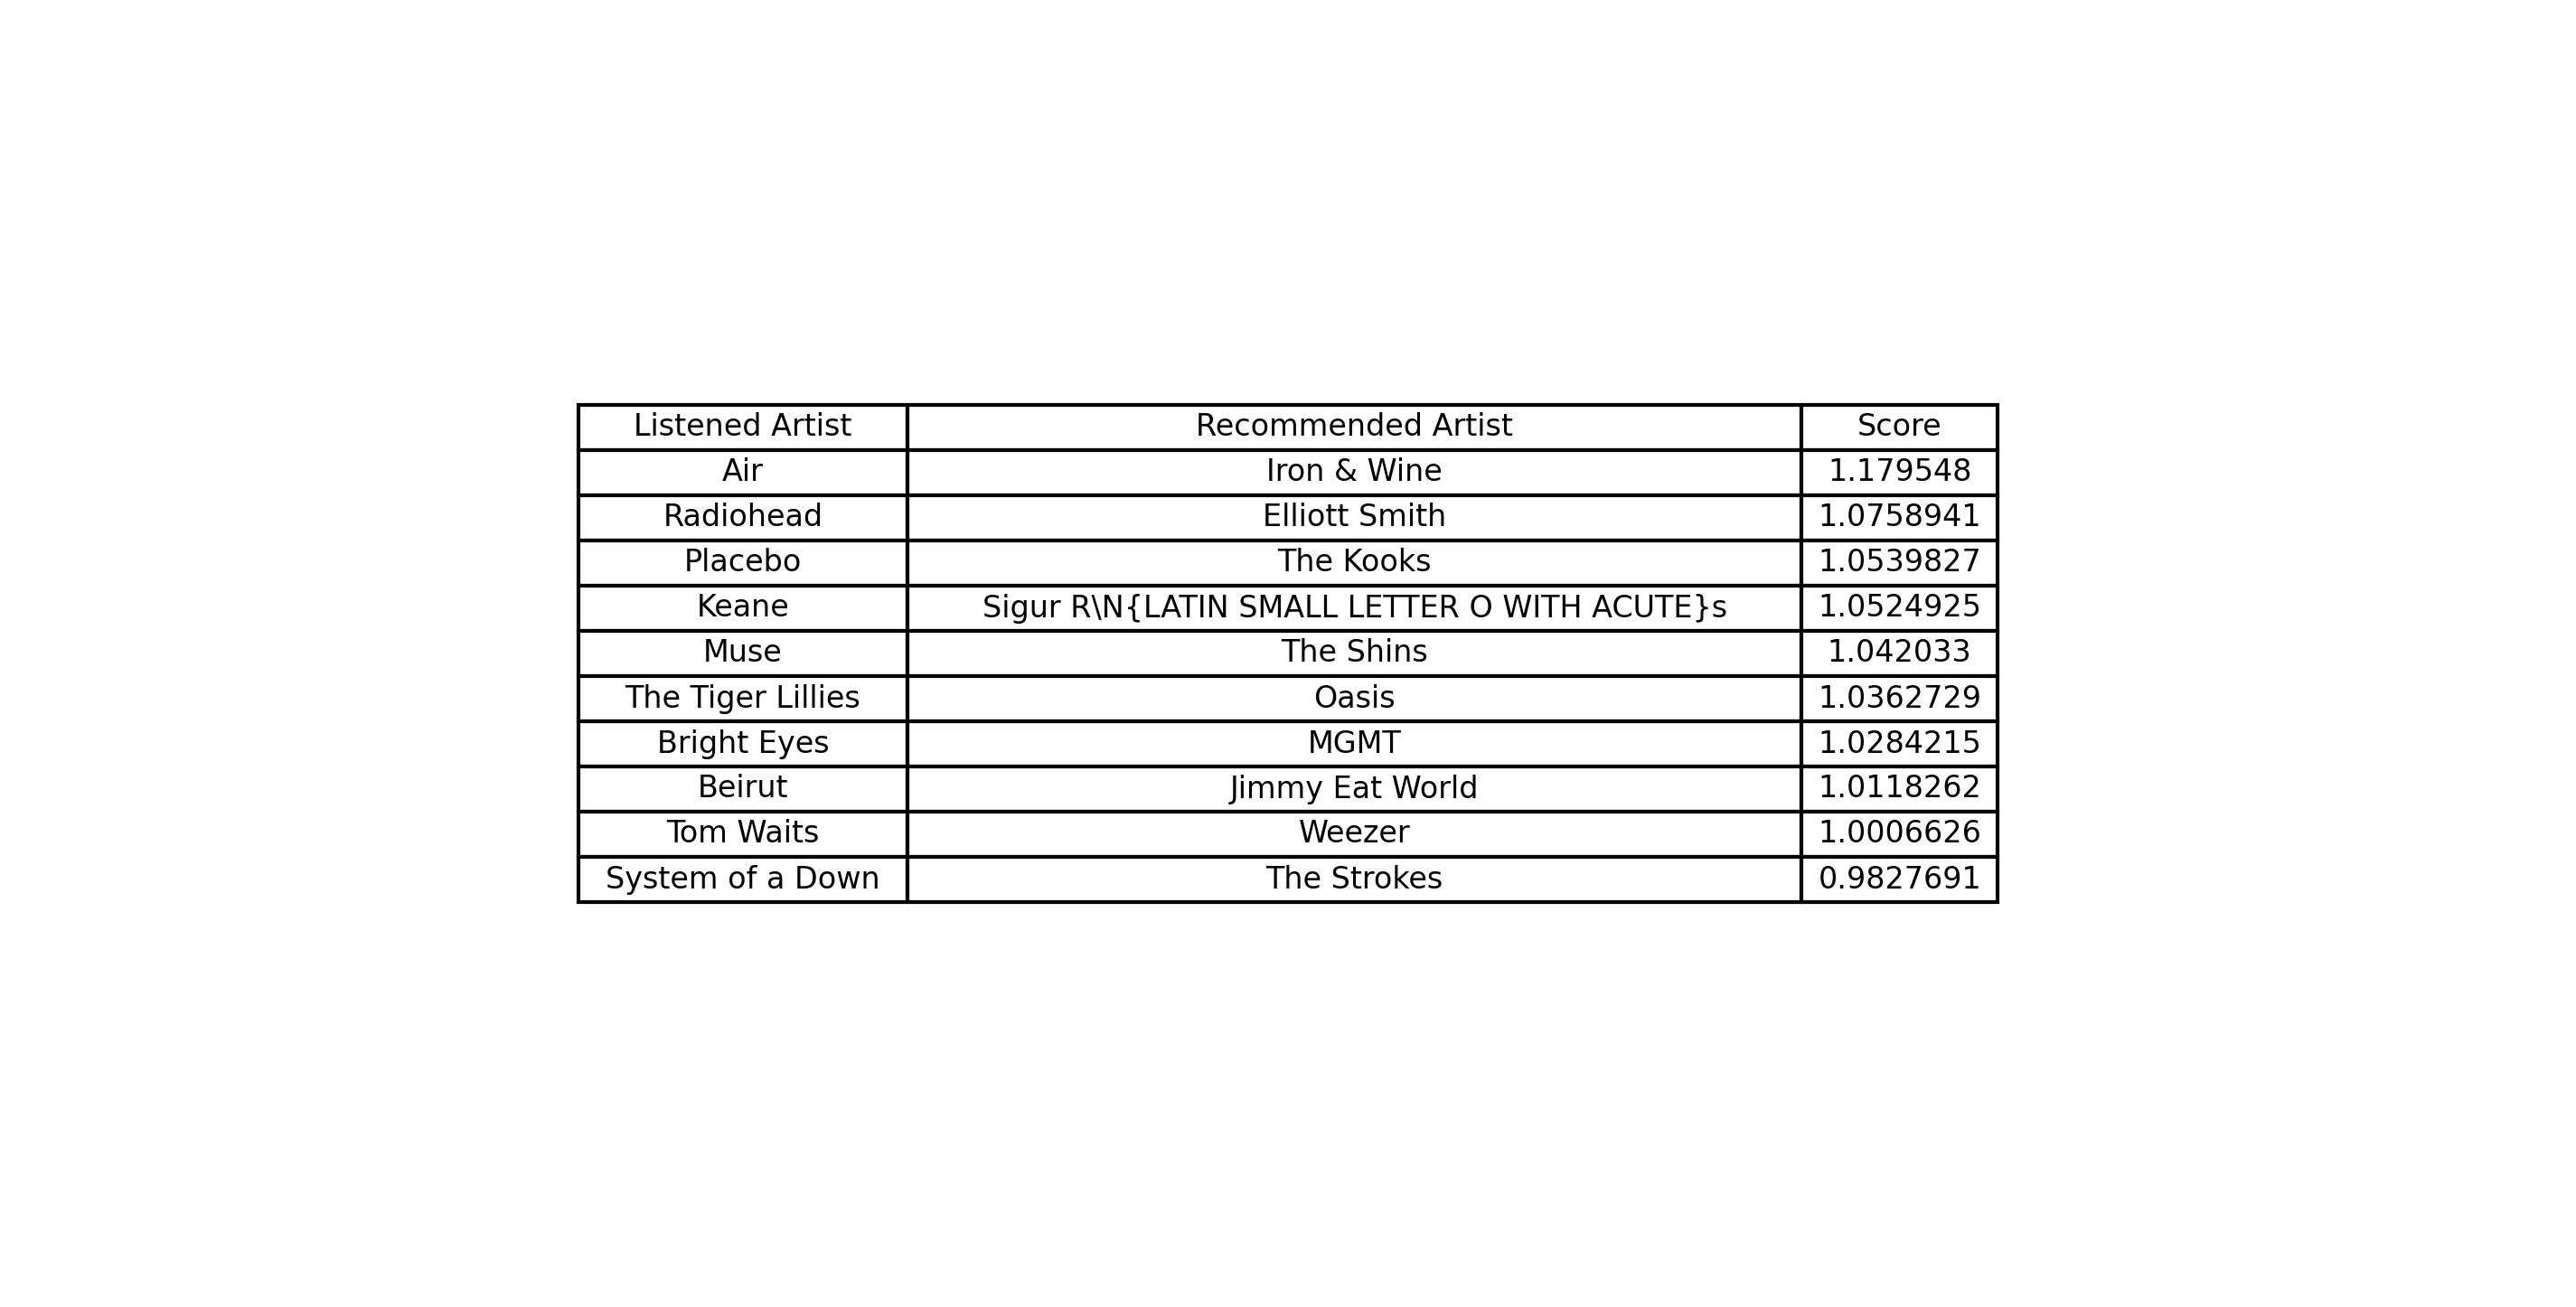 Listened Artist Recommended Artist Score
Air Iron & Wine 1.179548
Radiohead Elliott Smith 1.0758941
Placebo The Kooks 1.0539827
Keane Sigur R\N{LATIN SMALL LETTER O WITH ACUTE}s 1.0524925
Muse The Shins 1.042033
The Tiger Lillies Oasis 1.0362729
Bright Eyes MGMT 1.0284215
Beirut Jimmy Eat World 1.0118262
Tom Waits Weezer 1.0006626
System of a Down The Strokes 0.9827691